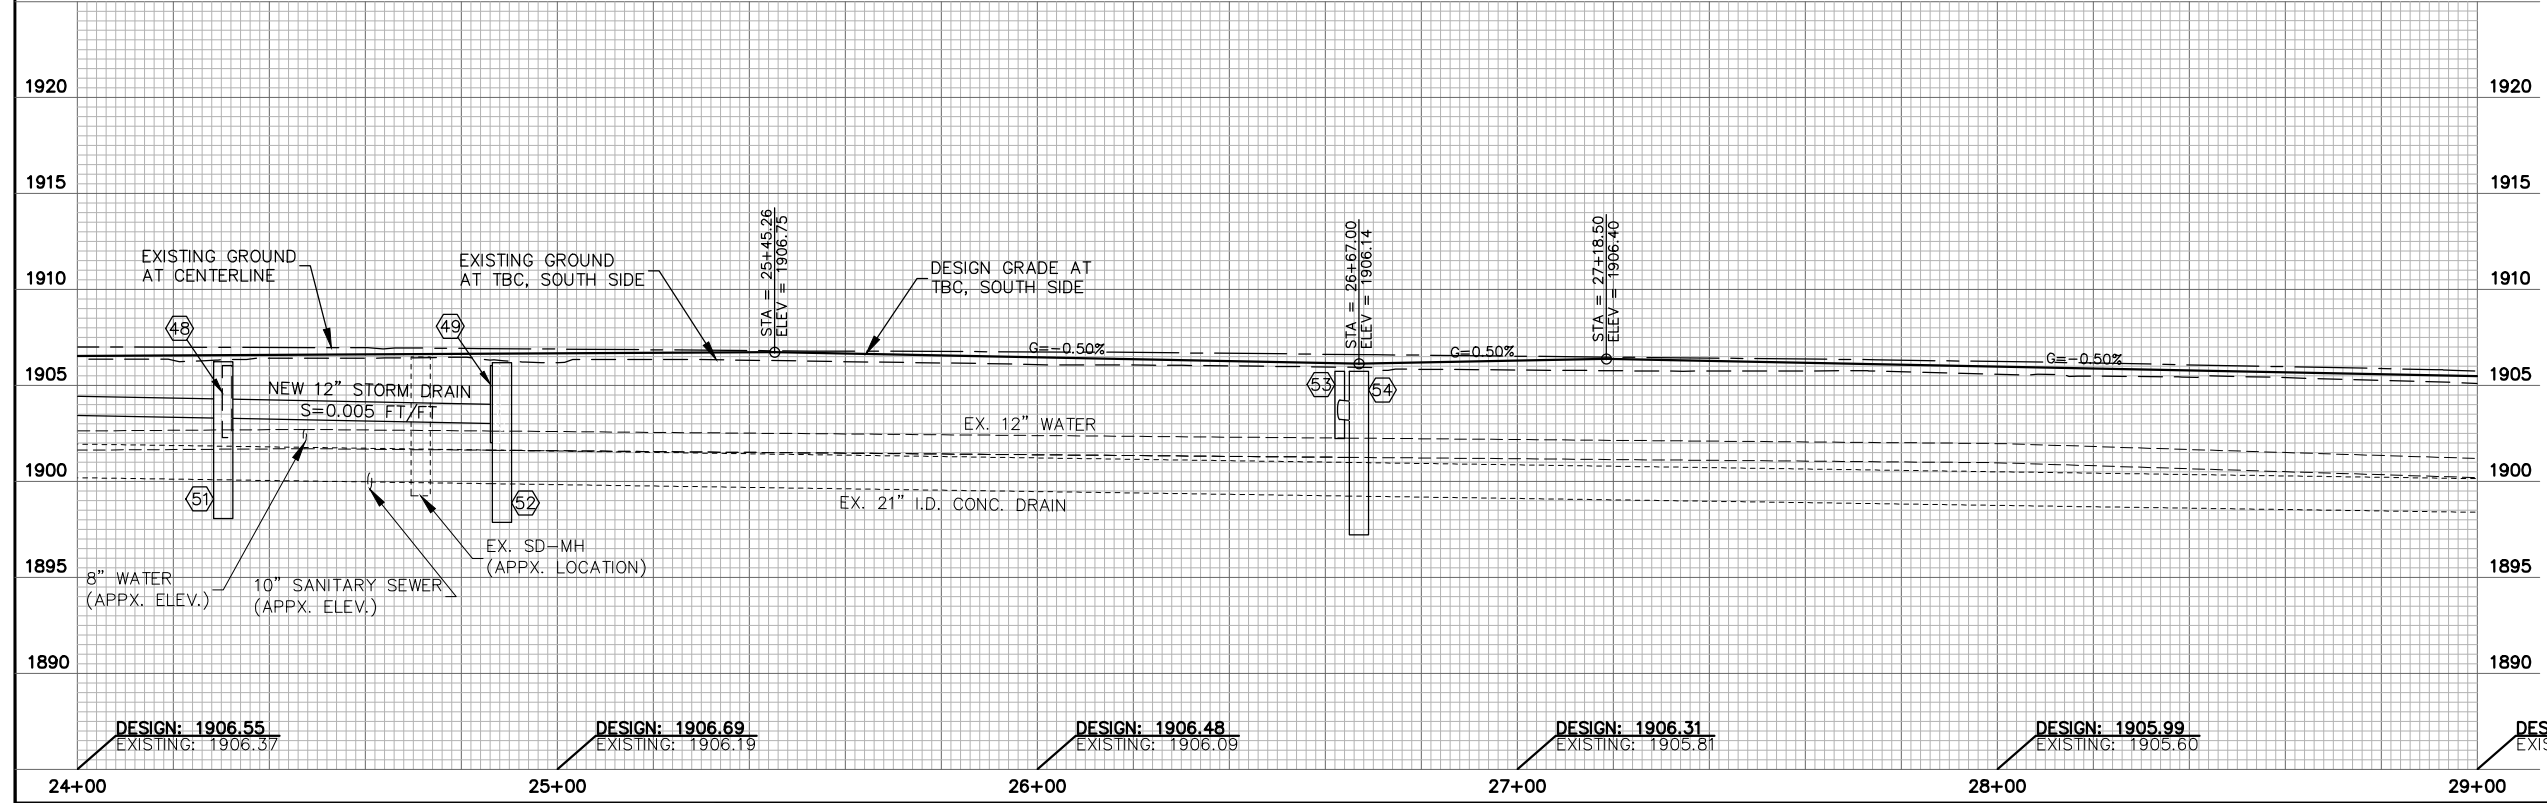 1920
1920
1915
1915
STA = 25+45.26
ELEV = 1906.75
STA = 26+67.00
ELEV = 1906.14
STA = 27+18.50
ELEV = 1906.40
EXISTING GROUND
AT CENTERLINE
EXISTING GROUND
AT TBC, SOUTH SIDE
DESIGN GRADE AT
TBC, SOUTH SIDE
1910
1910
48
49
G=-0.50%
G=0.50%
G=-0.50%
1905
1905
53
54
NEW 12" STORM DRAIN
S=0.005 FT/FT
EX. 12" WATER
1900
1900
51
52
EX. 21" I.D. CONC. DRAIN
EX. SD-MH
(APPX. LOCATION)
8" WATER
(APPX. ELEV.)
10" SANITARY SEWER
(APPX. ELEV.)
1895
1895
1890
1890
DESIGN: 1906.55
EXISTING: 1906.37
DESIGN: 1906.69
EXISTING: 1906.19
DESIGN: 1906.48
EXISTING: 1906.09
DESIGN: 1906.31
EXISTING: 1905.81
DESIGN: 1905.99
EXISTING: 1905.60
DES
EXIS
24+00
25+00
26+00
27+00
28+00
29+00